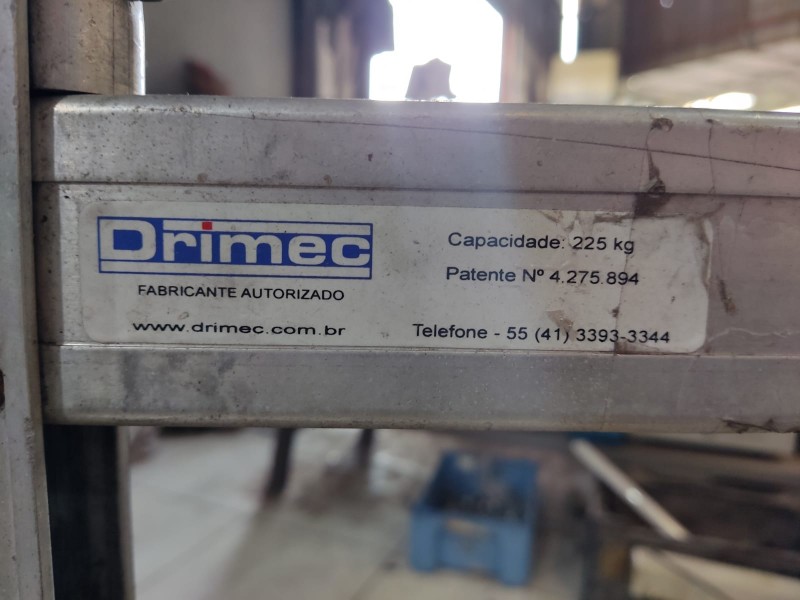 Drimec
FABRICANTE AUTORIZADO
www.drimec.com.br
Capacidade: 225 kg
Patente Nº 4.275.894
Telefone - 55 (41) 3393-3344